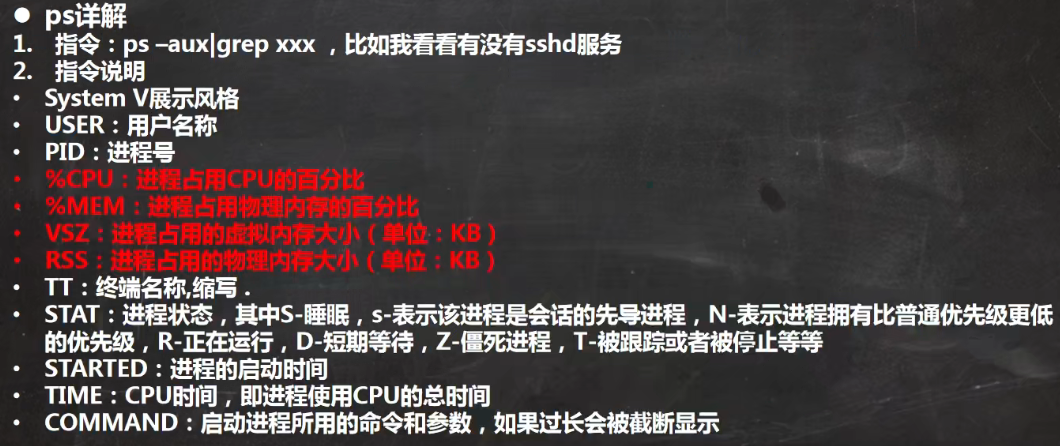 ● ps详解
1. 指令：ps –aux|grep xxx ，比如我看看有没有sshd服务
2. 指令说明
• System V展示风格
• USER：用户名称
• PID：进程号
• %CPU：进程占用CPU的百分比
• %MEM：进程占用物理内存的百分比
• VSZ：进程占用的虚拟内存大小（单位：KB）
• RSS：进程占用的物理内存大小（单位：KB）
• TT：终端名称,缩写 .
• STAT：进程状态，其中S-睡眠，s-表示该进程是会话的先导进程，N-表示进程拥有比普通优先级更低
的优先级，R-正在运行，D-短期等待，Z-僵死进程，T-被跟踪或者被停止等等
• STARTED：进程的启动时间
• TIME：CPU时间，即进程使用CPU的总时间
• COMMAND：启动进程所用的命令和参数，如果过长会被截断显示